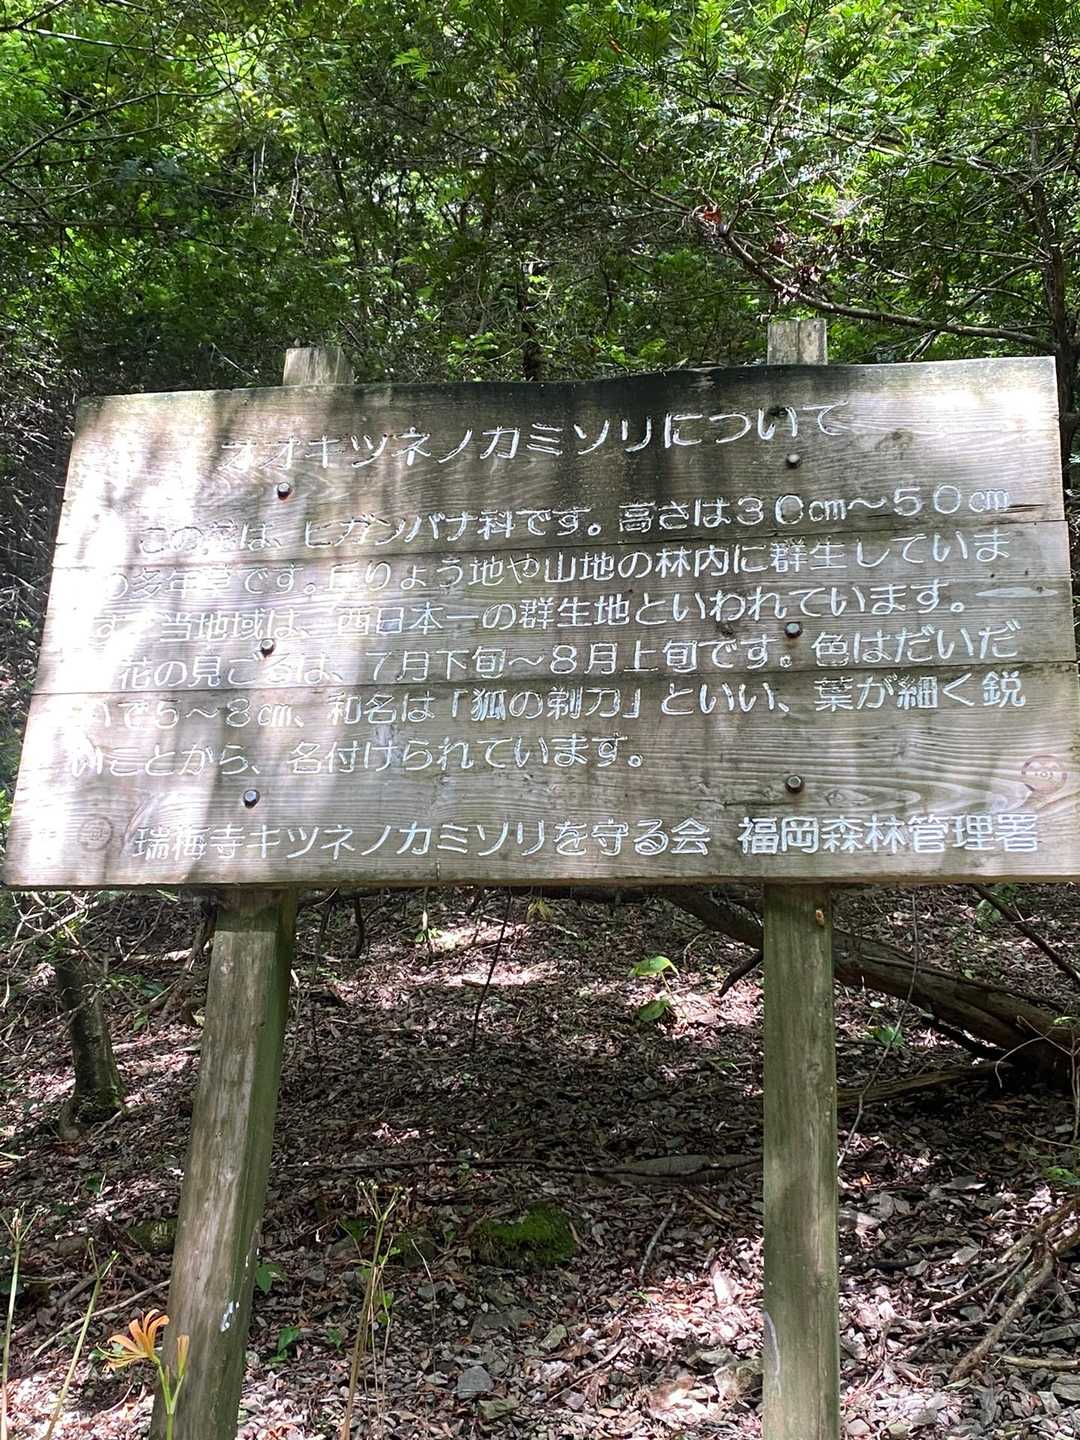 オオキツネノカミソリについて
この花は、ヒガンバナ科です。高さは30cm～50cm
の多年草です。丘りょう地や山地の林内に群生していま
す。当地域は、西日本一の群生地といわれています。
花の見ごろは、7月下旬～8月上旬です。色はだいだ
いで5～8cm、和名は「狐の剃刀」といい、葉が細く鋭
いことから、名付けられています。
瑞梅寺キツネノカミソリを守る会 福岡森林管理署